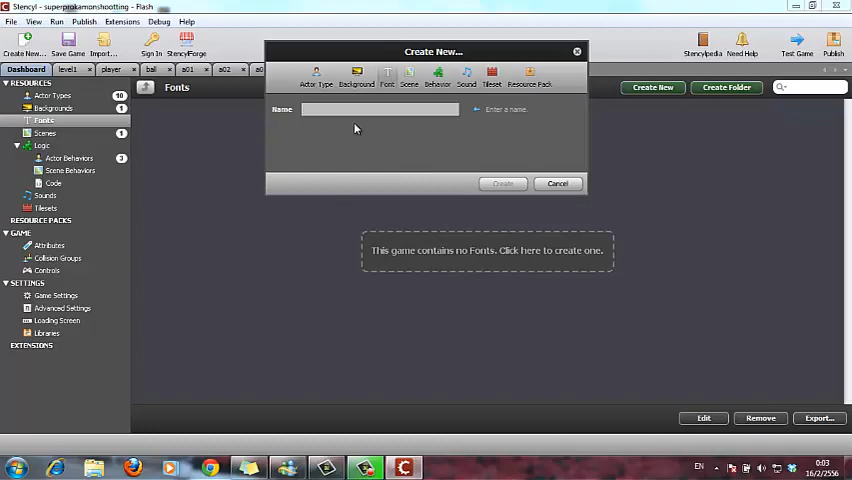 Stencyl - superprokamonshootting - Flash
File View Run Publish Extensions Debug Help
Create New... Save Game Import... Sign In StencylForge Stencylpedia Need Help Test Game Publish
Dashboard level1 player ball a01 a02
RESOURCES
Actor Types 10
Backgrounds 1
Fonts
Scenes 1
Logic
Actor Behaviors 3
Scene Behaviors
Code
Sounds
Tilesets
RESOURCE PACKS
GAME
Attributes
Collision Groups
Controls
SETTINGS
Game Settings
Advanced Settings
Loading Screen
Libraries
EXTENSIONS
Fonts
Create New Create Folder
Create New...
Actor Type Background Font Scene Behavior Sound Tileset Resource Pack
Name Enter a name.
Create Cancel
This game contains no Fonts. Click here to create one.
Edit Remove Export...
EN 0:03
16/2/2556